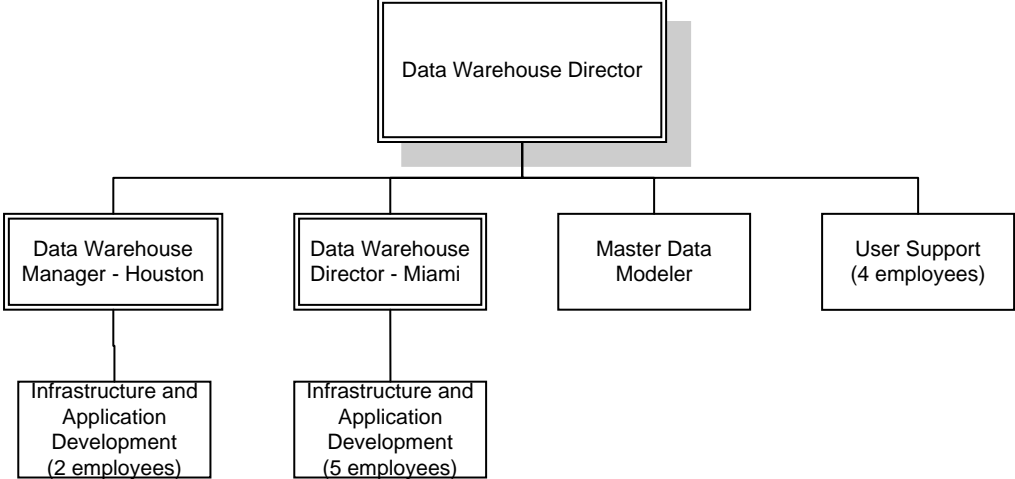 Data Warehouse Director
Data Warehouse
Manager - Houston
Data Warehouse
Director - Miami
Master Data
Modeler
User Support
(4 employees)
Infrastructure and
Application
Development
(2 employees)
Infrastructure and
Application
Development
(5 employees)